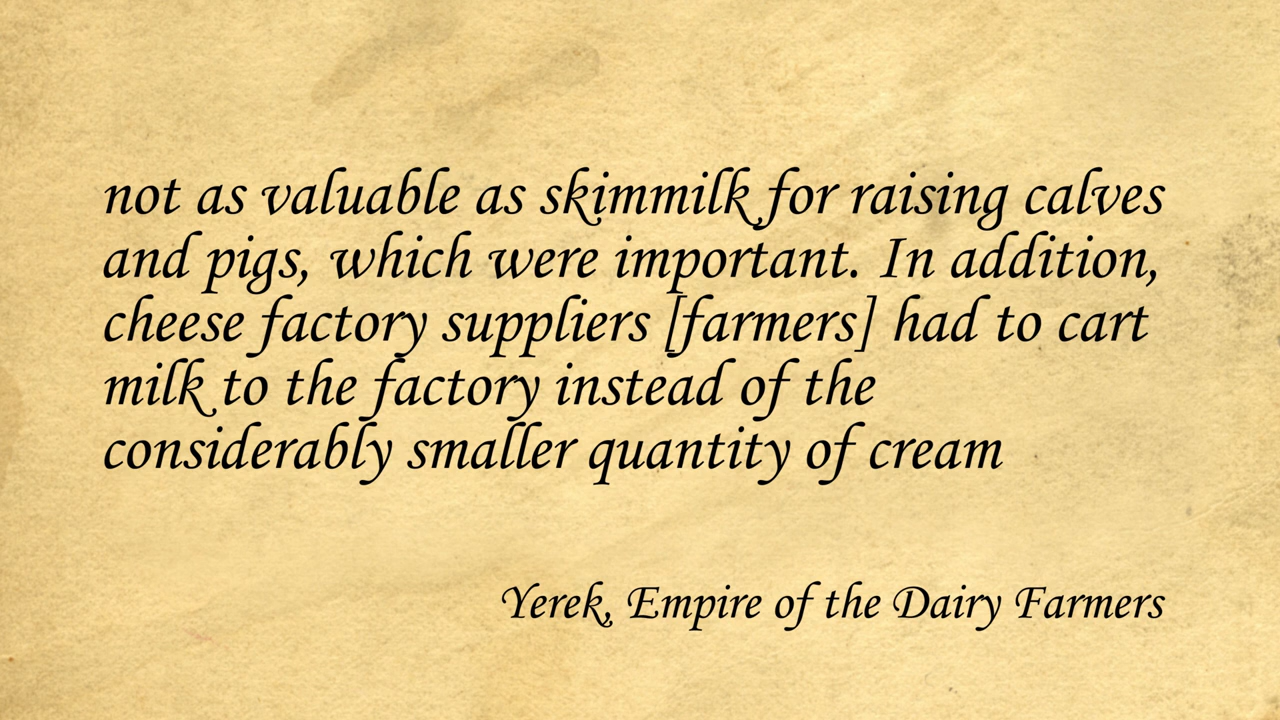 not as valuable as skimmilk for raising calves
and pigs, which were important. In addition,
cheese factory suppliers [farmers] had to cart
milk to the factory instead of the
considerably smaller quantity of cream
Yerek, Empire of the Dairy Farmers